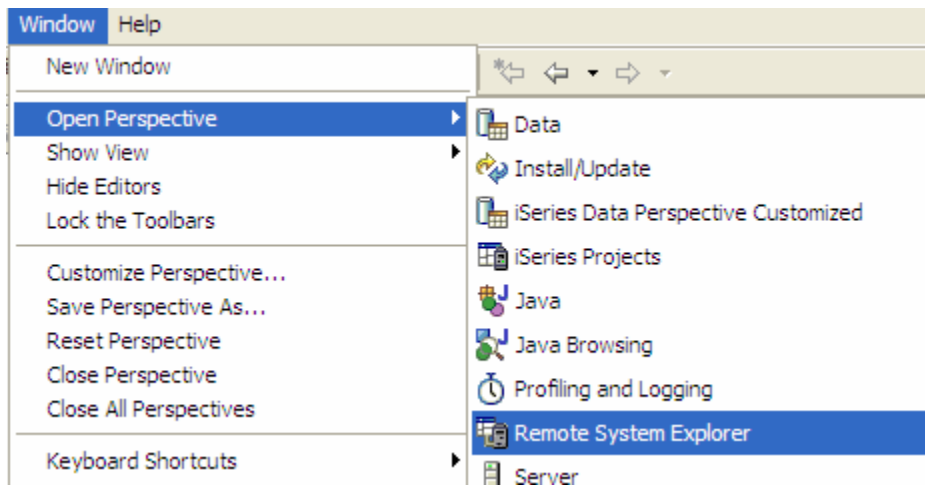 Window Help
New Window
Open Perspective
Show View
Hide Editors
Lock the Toolbars
Customize Perspective...
Save Perspective As...
Reset Perspective
Close Perspective
Close All Perspectives
Keyboard Shortcuts
Data
Install/Update
iSeries Data Perspective Customized
iSeries Projects
Java
Java Browsing
Profiling and Logging
Remote System Explorer
Server